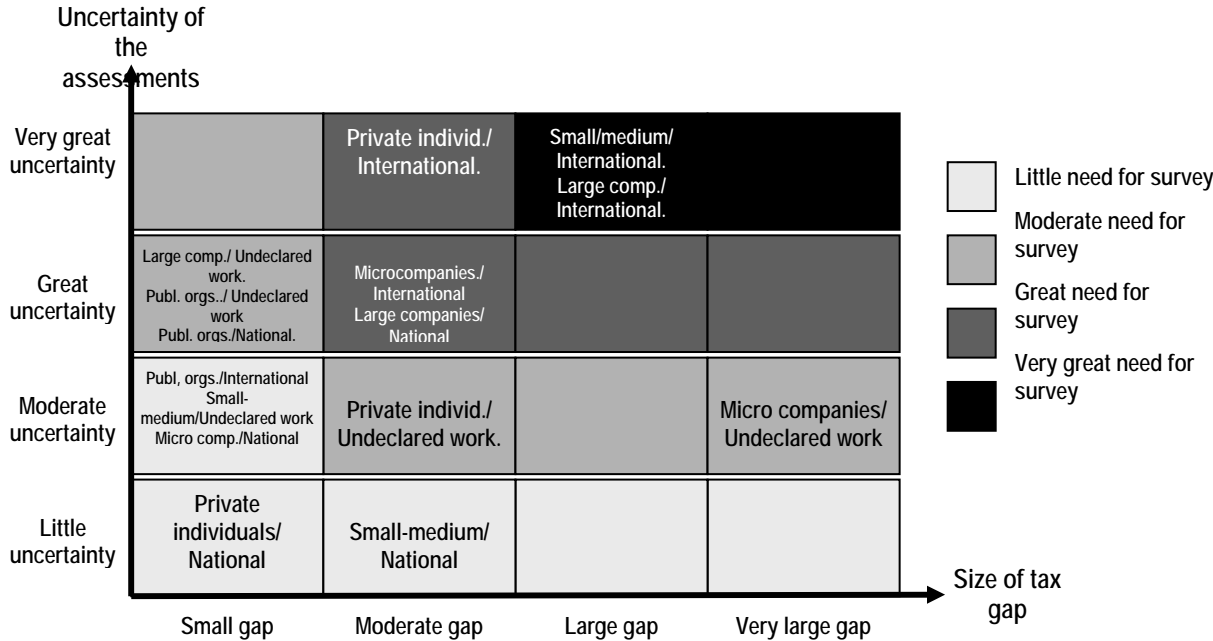 Uncertainty of
the
assessments
Very great
uncertainty
Private individ./
International.
Small/medium/
International.
Large comp./
International.
Great
uncertainty
Large comp./ Undeclared
work.
Publ. orgs../ Undeclared
work
Publ. orgs./National.
Microcompanies./
International
Large companies/
National
Moderate
uncertainty
Publ, orgs./International
Small-
medium/Undeclared work
Micro comp./National
Private individ./
Undeclared work.
Micro companies/
Undeclared work
Little
uncertainty
Private
individuals/
National
Small-medium/
National
Small gap
Moderate gap
Large gap
Very large gap
Size of tax
gap
Little need for survey
Moderate need for
survey
Great need for
survey
Very great need for
survey